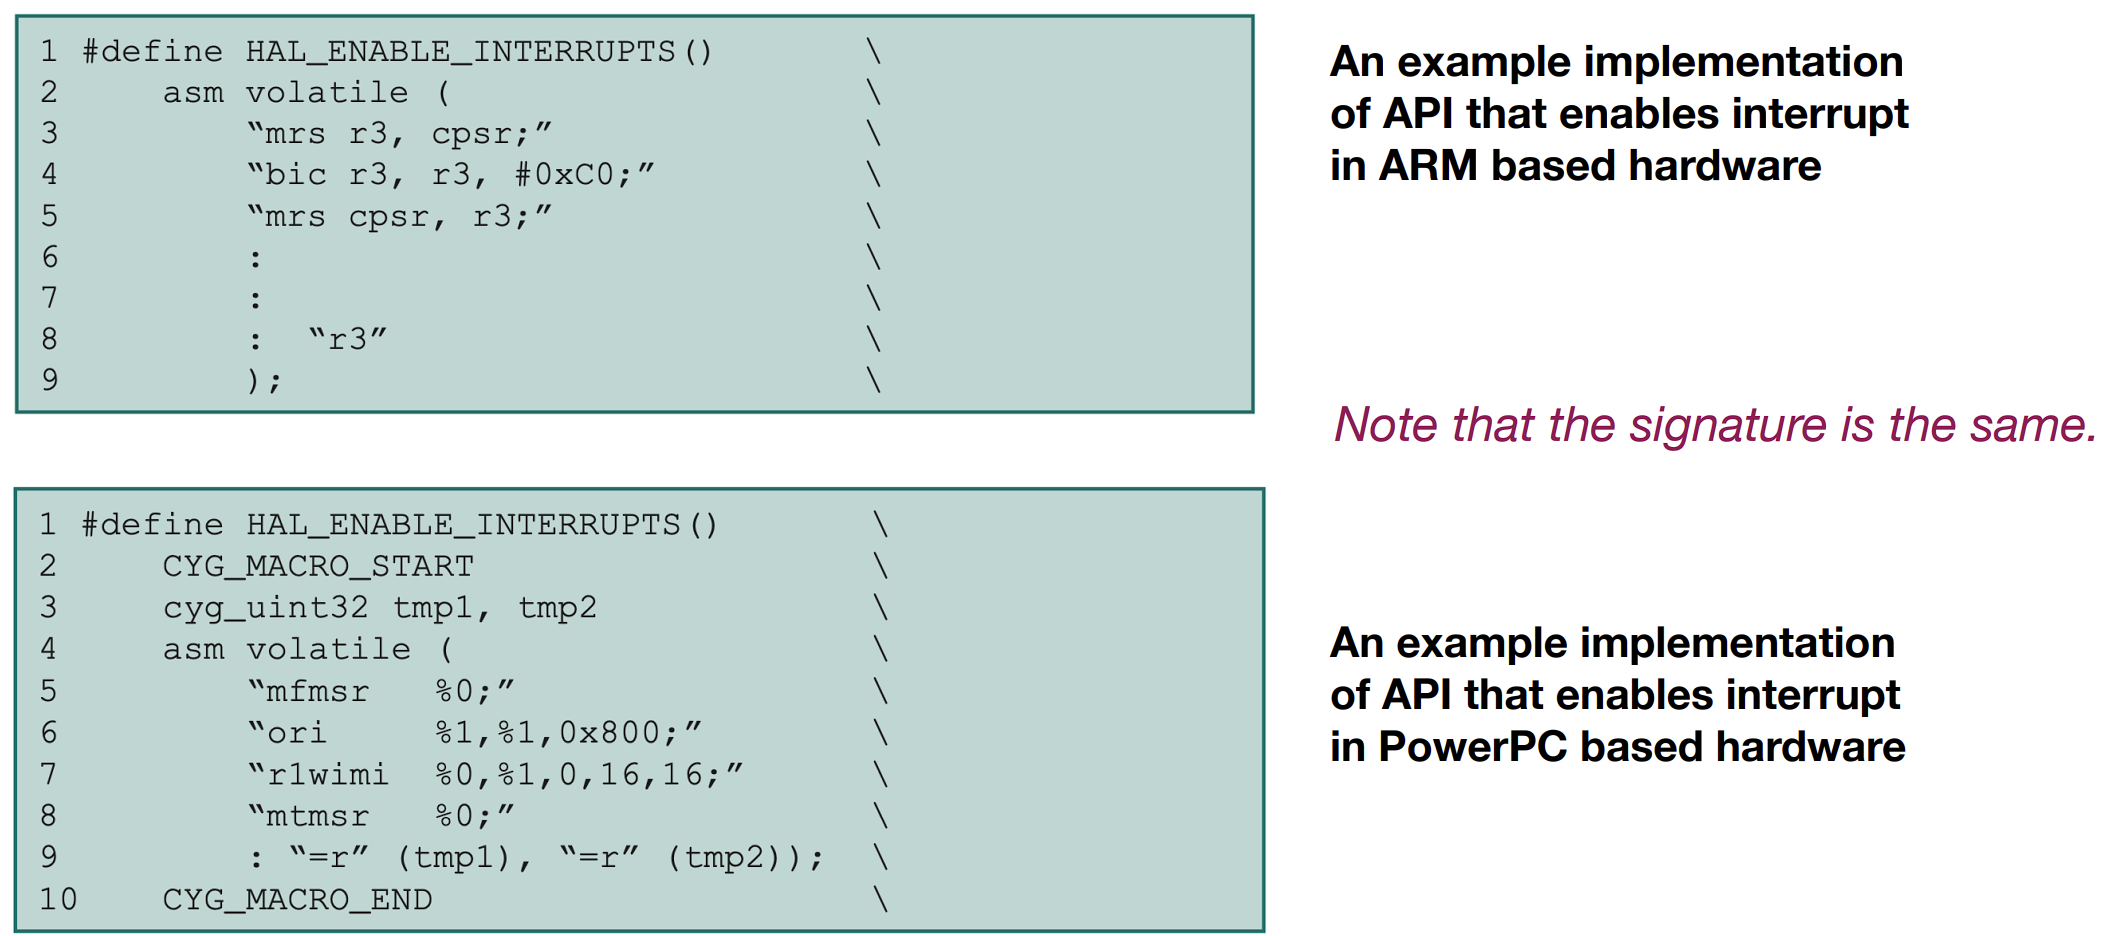 1 #define HAL_ENABLE_INTERRUPTS() \
2 asm volatile ( \
3 “mrs r3, cpsr;” \
4 “bic r3, r3, #0xC0;” \
5 “mrs cpsr, r3;” \
6 : \
7 : \
8 : “r3” \
9 ); \
An example implementation
of API that enables interrupt
in ARM based hardware
Note that the signature is the same.
1 #define HAL_ENABLE_INTERRUPTS() \
2 CYG_MACRO_START \
3 cyg_uint32 tmp1, tmp2 \
4 asm volatile ( \
5 “mfmsr %0;” \
6 “ori %1,%1,0x800;” \
7 “r1wimi %0,%1,0,16,16;” \
8 “mtmsr %0;” \
9 : “=r” (tmp1), “=r” (tmp2)); \
10 CYG_MACRO_END \
An example implementation
of API that enables interrupt
in PowerPC based hardware